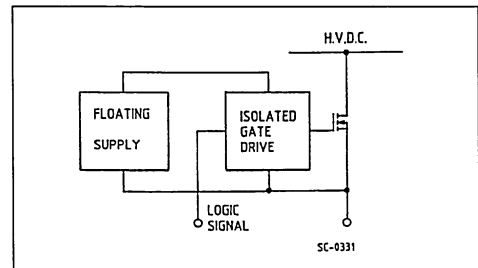 H.V.D.C.
FLOATING
SUPPLY
ISOLATED
GATE
DRIVE
LOGIC
SIGNAL
SC-0331